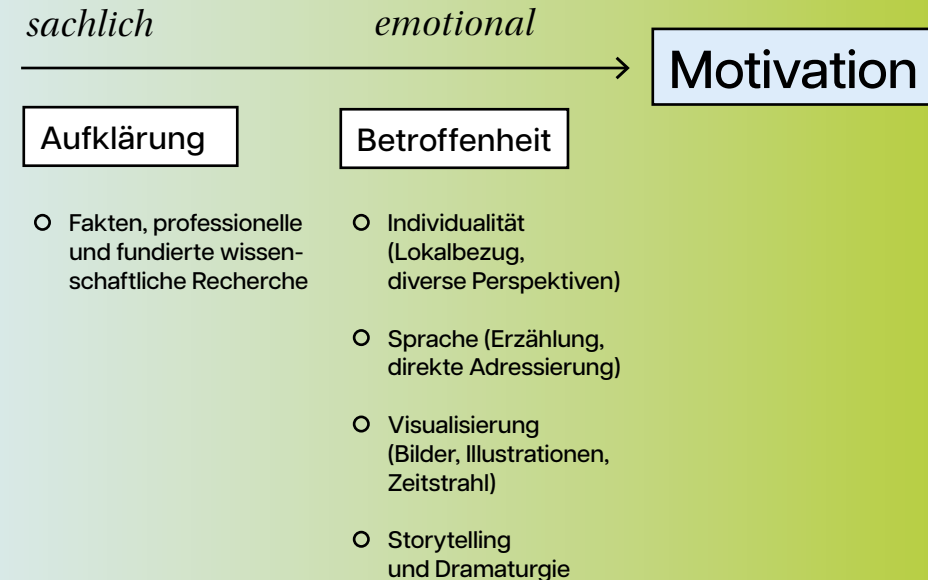 sachlich
emotional
Motivation
Aufklärung
Betroffenheit
Fakten, professionelle
und fundierte wissen-
schaftliche Recherche
Individualität
(Lokalbezug,
diverse Perspektiven)
Sprache (Erzählung,
direkte Adressierung)
Visualisierung
(Bilder, Illustrationen,
Zeitstrahl)
Storytelling
und Dramaturgie